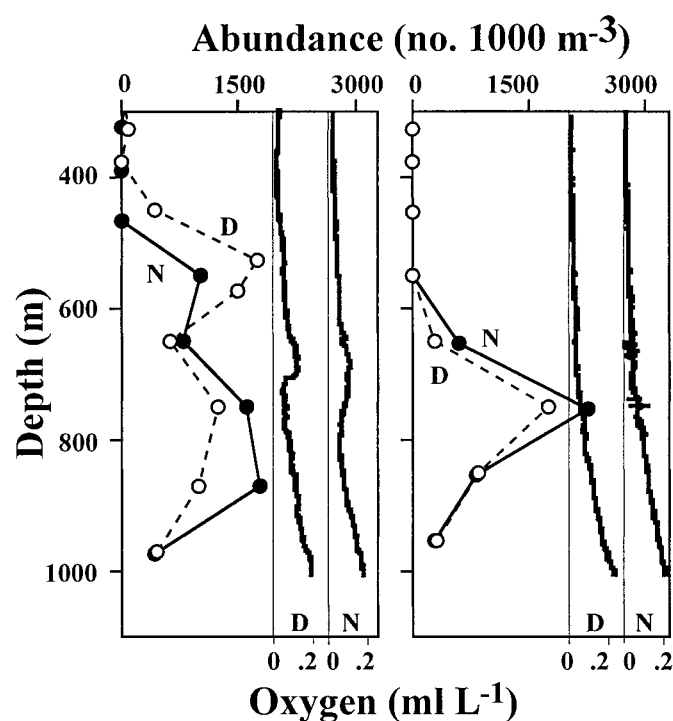 Abundance (no. 1000 m-3)
0 1500 3000 0 1500 3000
400
600
800
1000
Depth (m)
D
N
N
D
D N D N
0 .2 0 .2 0 .2 0 .2
Oxygen (ml L-1)